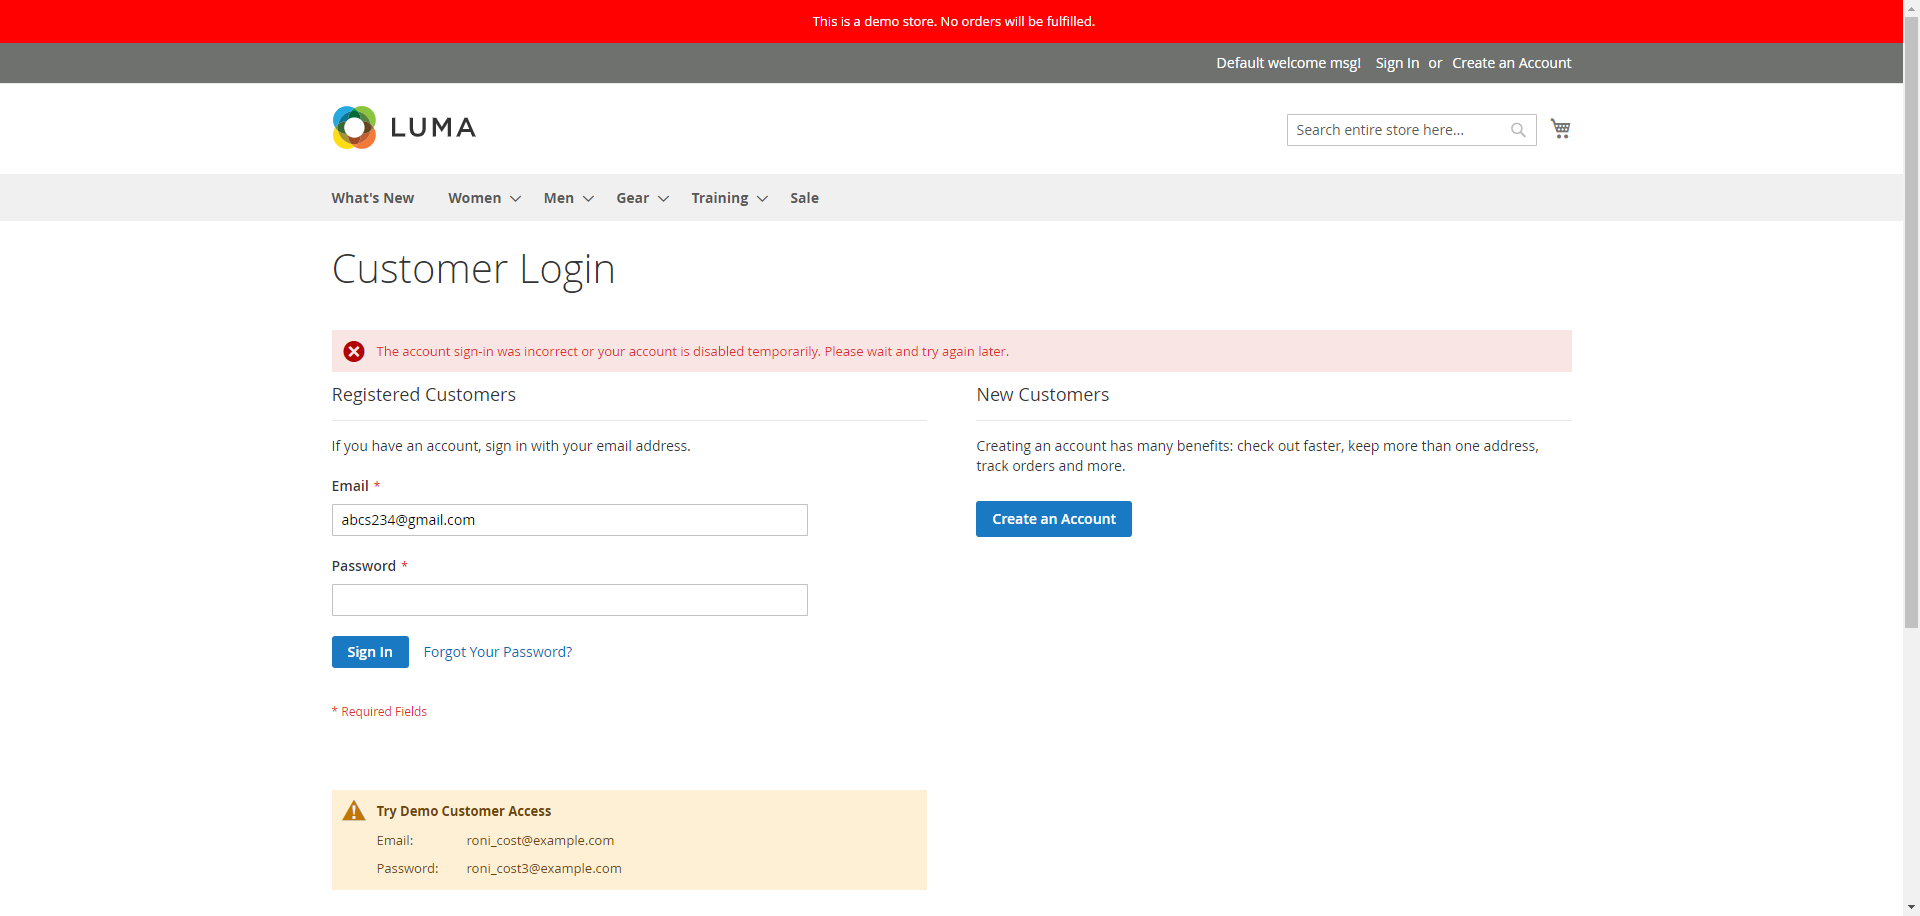 This is a demo store. No orders will be fulfilled.
Default welcome msg! Sign In or Create an Account
LUMA
Search entire store here...
What's New Women Men Gear Training Sale
Customer Login
The account sign-in was incorrect or your account is disabled temporarily. Please wait and try again later.
Registered Customers
If you have an account, sign in with your email address.
Email *
abcs234@gmail.com
Password *
Sign In Forgot Your Password?
* Required Fields
New Customers
Creating an account has many benefits: check out faster, keep more than one address,
track orders and more.
Create an Account
Try Demo Customer Access
Email: roni_cost@example.com
Password: roni_cost3@example.com